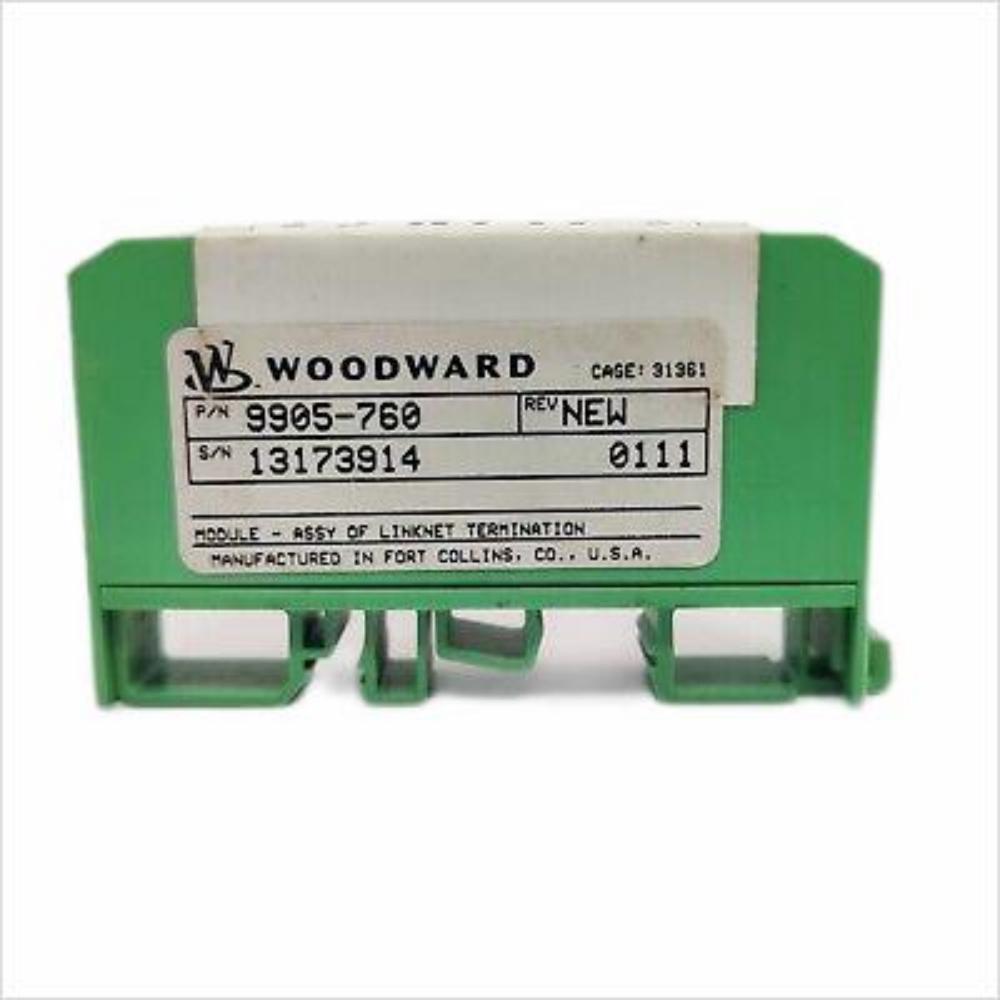 W WOODWARD CAGE: 31361
P/N 9905-760 REV NEW
S/N 13173914 0111
MODULE - ASSY OF LINKNET TERMINATION
MANUFACTURED IN FORT COLLINS, CO., U.S.A.